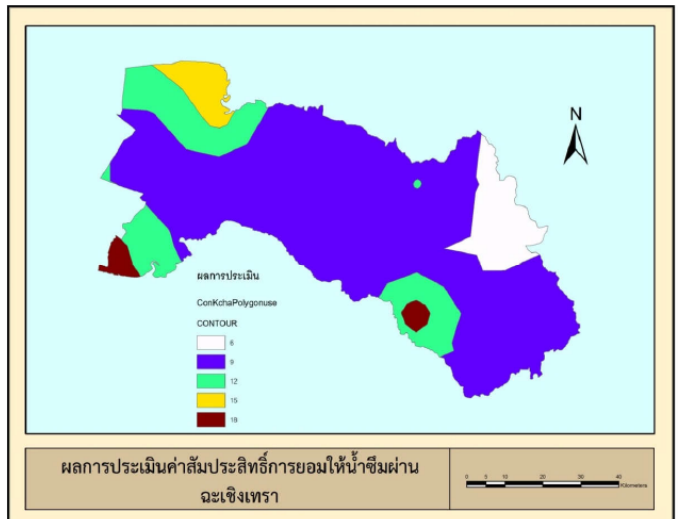 N
ผลการประเมิน
ConKchaPolygonuse
CONTOUR
6
9
12
15
18
ผลการประเมินค่าสัมประสิทธิ์การยอมให้น้ำซึมผ่าน
ฉะเชิงเทรา
0 5 10 20 30 40
Kilometers